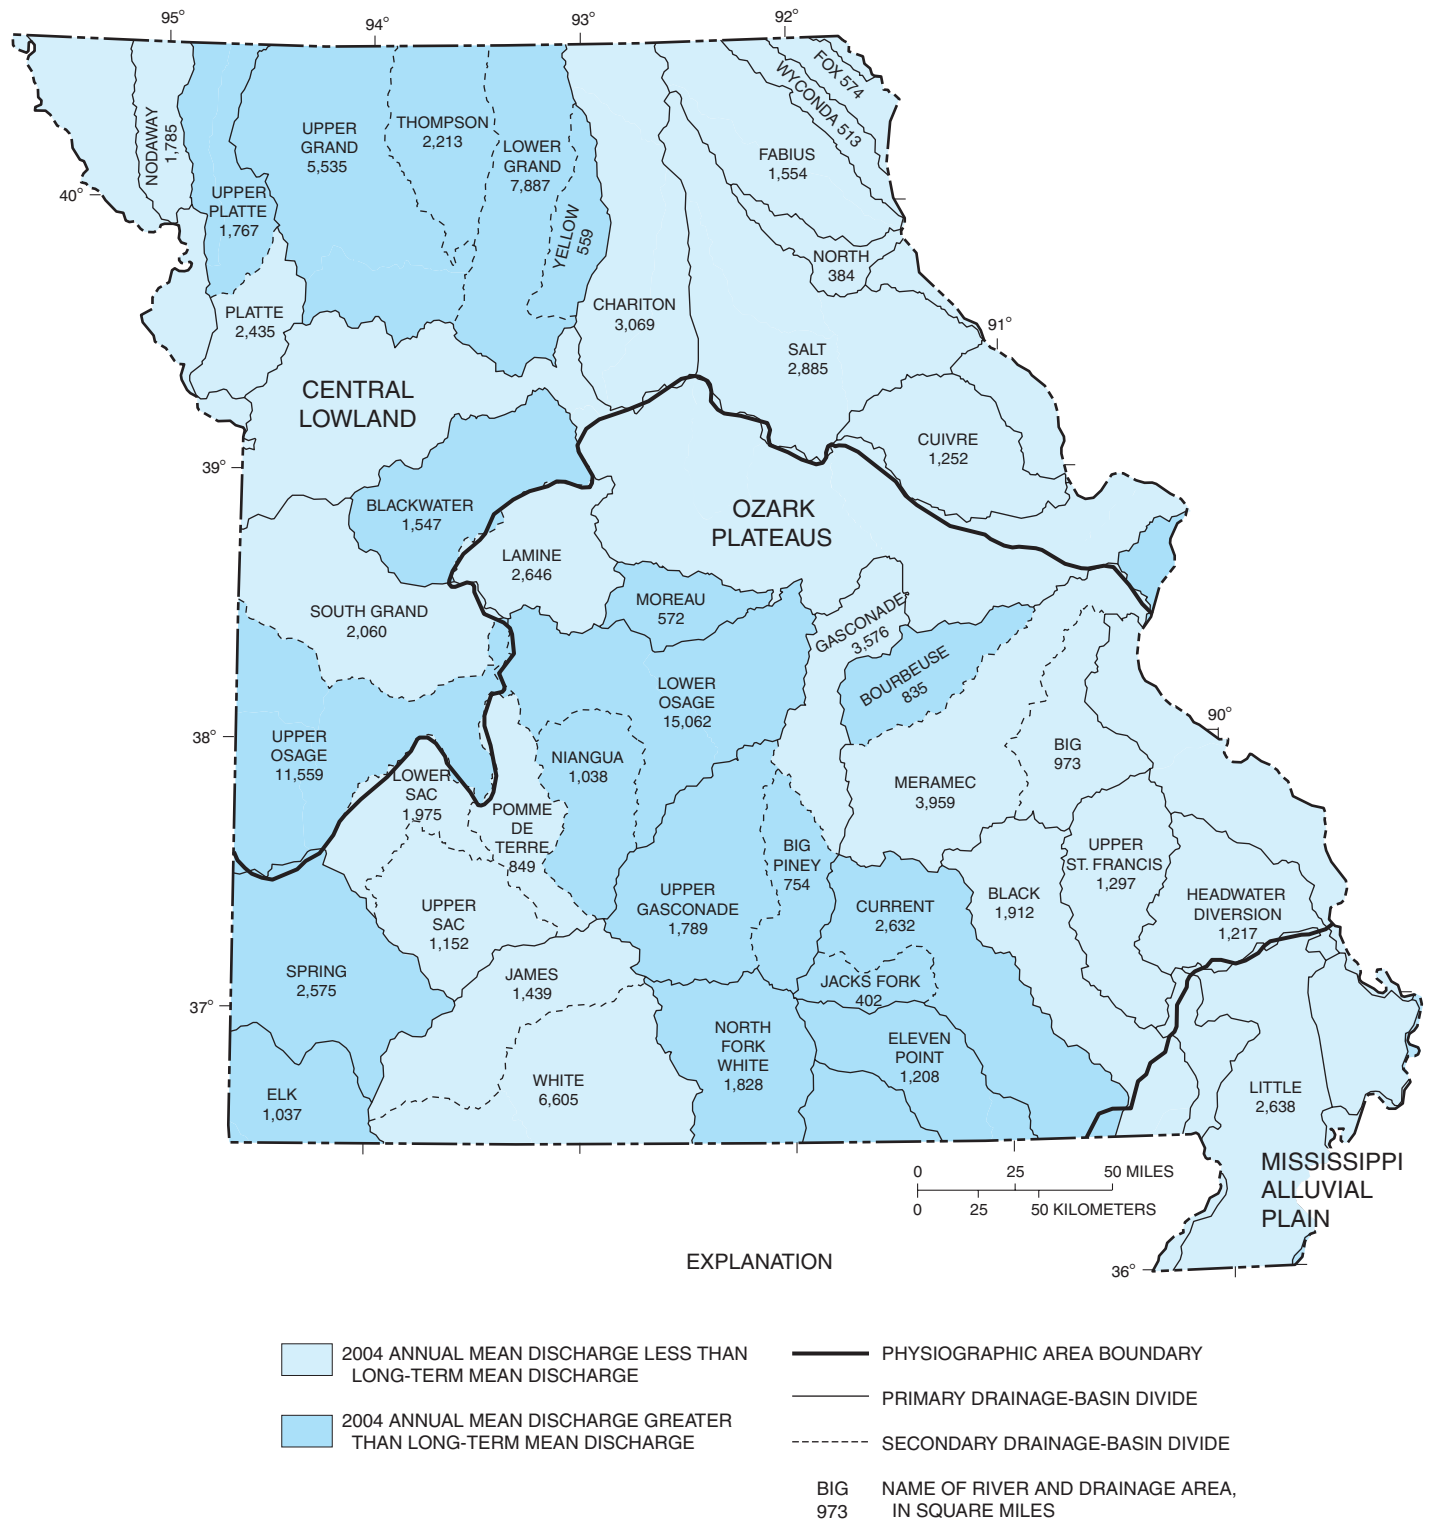 95°
94°
93°
92°
FOX 574
WYCONDA 513
NODAWAY
1,785
UPPER
GRAND
5,535
THOMPSON
2,213
LOWER
GRAND
7,887
FABIUS
1,554
40°
UPPER
PLATTE
1,767
YELLOW
559
NORTH
384
PLATTE
2,435
CHARITON
3,069
91°
SALT
2,885
CENTRAL
LOWLAND
CUIVRE
1,252
39°
BLACKWATER
1,547
OZARK
PLATEAUS
LAMINE
2,646
MOREAU
572
SOUTH GRAND
2,060
GASCONADE
3,576
BOURBEUSE
835
LOWER
OSAGE
15,062
90°
38°
UPPER
OSAGE
11,559
NIANGUA
1,038
BIG
973
LOWER
SAC
1,975
MERAMEC
3,959
POMME
DE
TERRE
849
BIG
PINEY
754
UPPER
ST. FRANCIS
1,297
UPPER
GASCONADE
1,789
CURRENT
2,632
BLACK
1,912
HEADWATER
DIVERSION
1,217
UPPER
SAC
1,152
SPRING
2,575
JAMES
1,439
JACKS FORK
402
37°
NORTH
FORK
WHITE
1,828
ELEVEN
POINT
1,208
ELK
1,037
WHITE
6,605
LITTLE
2,638
MISSISSIPPI
ALLUVIAL
PLAIN
0 25 50 MILES
0 25 50 KILOMETERS
36°
EXPLANATION
2004 ANNUAL MEAN DISCHARGE LESS THAN
LONG-TERM MEAN DISCHARGE
2004 ANNUAL MEAN DISCHARGE GREATER
THAN LONG-TERM MEAN DISCHARGE
PHYSIOGRAPHIC AREA BOUNDARY
PRIMARY DRAINAGE-BASIN DIVIDE
SECONDARY DRAINAGE-BASIN DIVIDE
BIG NAME OF RIVER AND DRAINAGE AREA,
973 IN SQUARE MILES